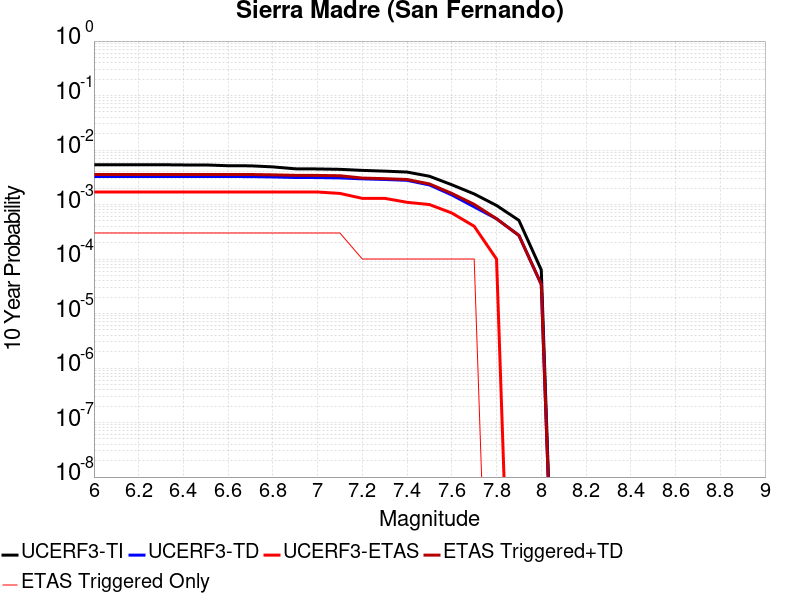 Sierra Madre (San Fernando)
10^0
10^-1
10^-2
10^-3
10^-4
10^-5
10^-6
10^-7
10^-8
10 Year Probability
6 6.2 6.4 6.6 6.8 7 7.2 7.4 7.6 7.8 8 8.2 8.4 8.6 8.8 9
Magnitude
UCERF3-TI UCERF3-TD UCERF3-ETAS ETAS Triggered+TD
ETAS Triggered Only